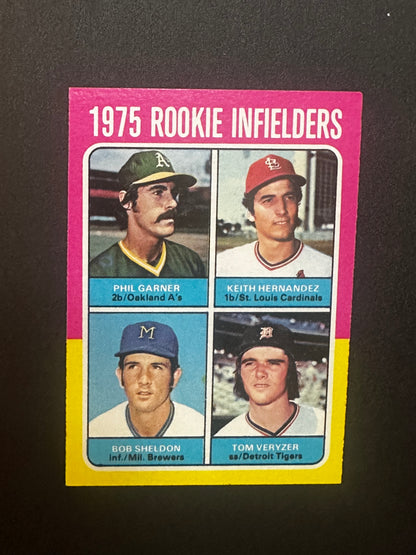 1975 ROOKIE INFIELDERS
A's
StL
PHIL GARNER
2b/Oakland A's
KEITH HERNANDEZ
1b/St. Louis Cardinals
M
D
BOB SHELDON
inf./Mil. Brewers
TOM VERYZER
ss/Detroit Tigers